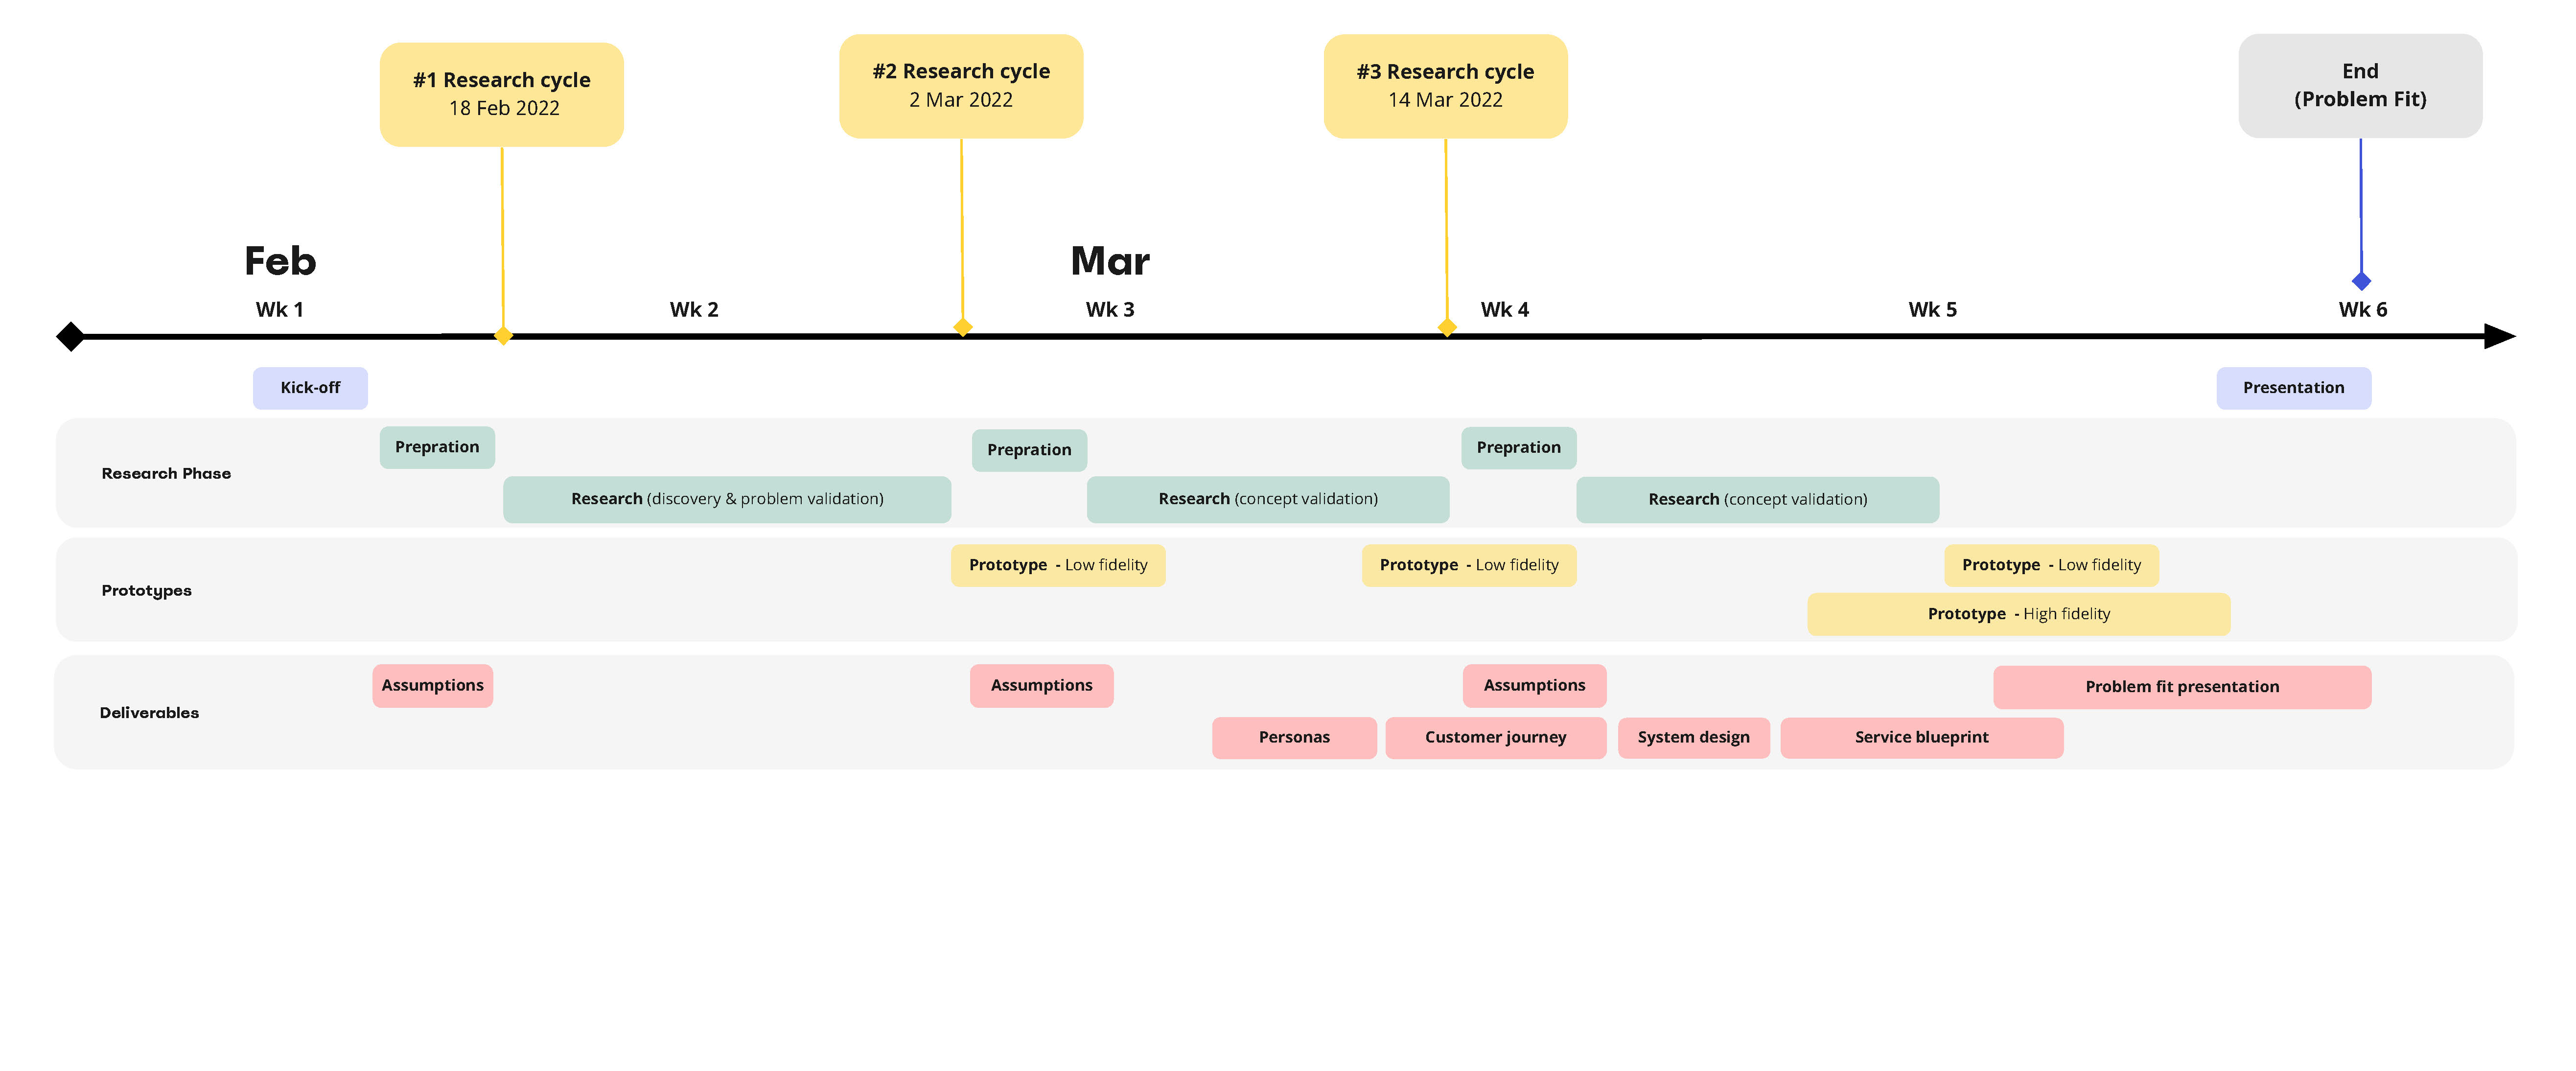 #1 Research cycle
18 Feb 2022
#2 Research cycle
2 Mar 2022
#3 Research cycle
14 Mar 2022
End
(Problem Fit)
Feb
Mar
Wk 1
Wk 2
Wk 3
Wk 4
Wk 5
Wk 6
Kick-off
Presentation
Research Phase
Prepration
Prepration
Prepration
Research (discovery & problem validation)
Research (concept validation)
Research (concept validation)
Prototypes
Prototype - Low fidelity
Prototype - Low fidelity
Prototype - Low fidelity
Prototype - High fidelity
Deliverables
Assumptions
Assumptions
Assumptions
Problem fit presentation
Personas
Customer journey
System design
Service blueprint